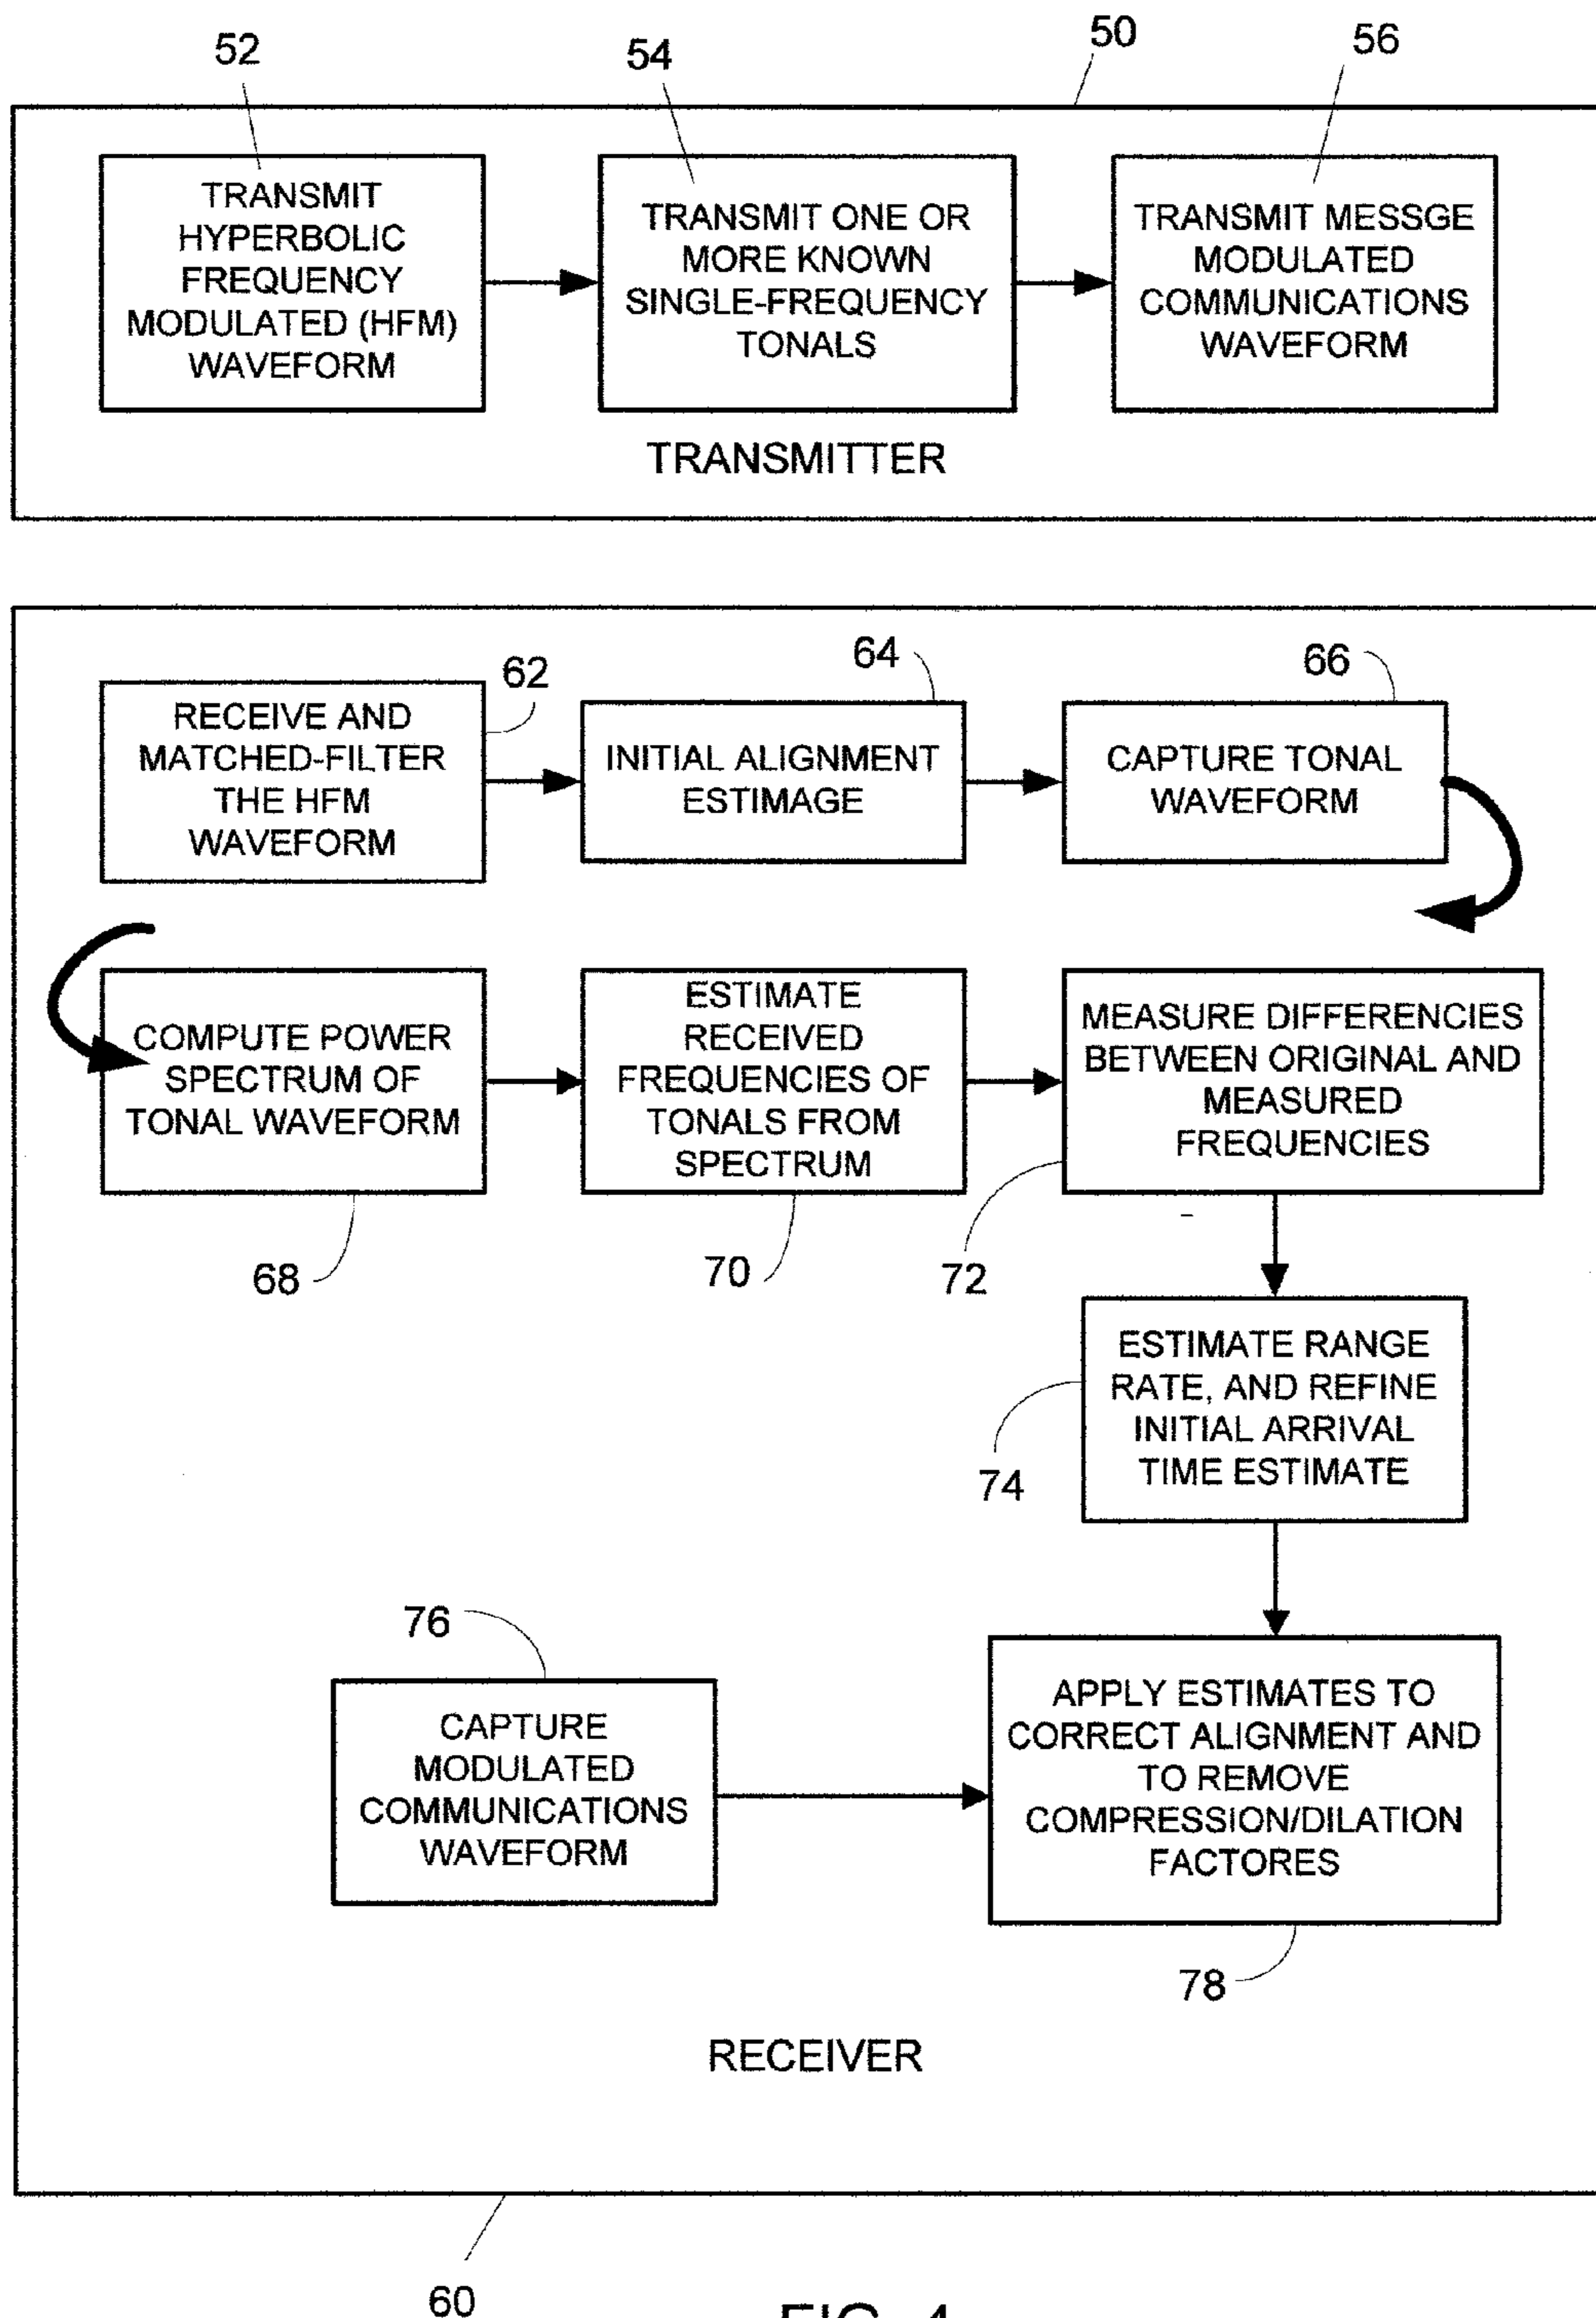 52
54
50
56
TRANSMIT
HYPERBOLIC
FREQUENCY
MODULATED (HFM)
WAVEFORM
TRANSMIT ONE OR
MORE KNOWN
SINGLE-FREQUENCY
TONALS
TRANSMIT MESSGE
MODULATED
COMMUNICATIONS
WAVEFORM
TRANSMITTER
62
64
66
RECEIVE AND
MATCHED-FILTER
THE HFM
WAVEFORM
INITIAL ALIGNMENT
ESTIMAGE
CAPTURE TONAL
WAVEFORM
COMPUTE POWER
SPECTRUM OF
TONAL WAVEFORM
ESTIMATE
RECEIVED
FREQUENCIES OF
TONALS FROM
SPECTRUM
MEASURE DIFFERENCIES
BETWEEN ORIGINAL AND
MEASURED
FREQUENCIES
68
70
72
ESTIMATE RANGE
RATE, AND REFINE
INITIAL ARRIVAL
TIME ESTIMATE
74
76
CAPTURE
MODULATED
COMMUNICATIONS
WAVEFORM
APPLY ESTIMATES TO
CORRECT ALIGNMENT AND
TO REMOVE
COMPRESSION/DILATION
FACTORES
78
RECEIVER
60